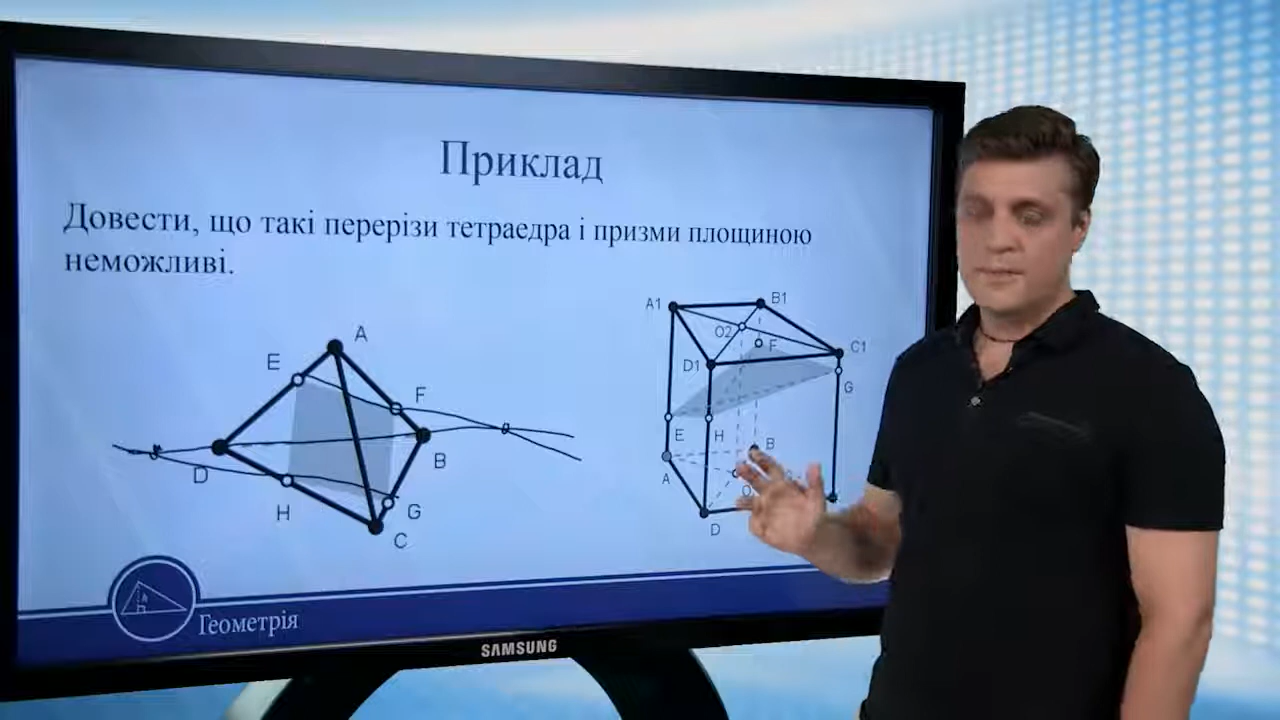 Приклад
Довести, що такі перерізи тетраедра і призми площиною
неможливі.
A
E
F
D
B
H
G
C
A1
B1
O2
F
D1
C1
G
E
H
B
A
O
D
Геометрія
SAMSUNG